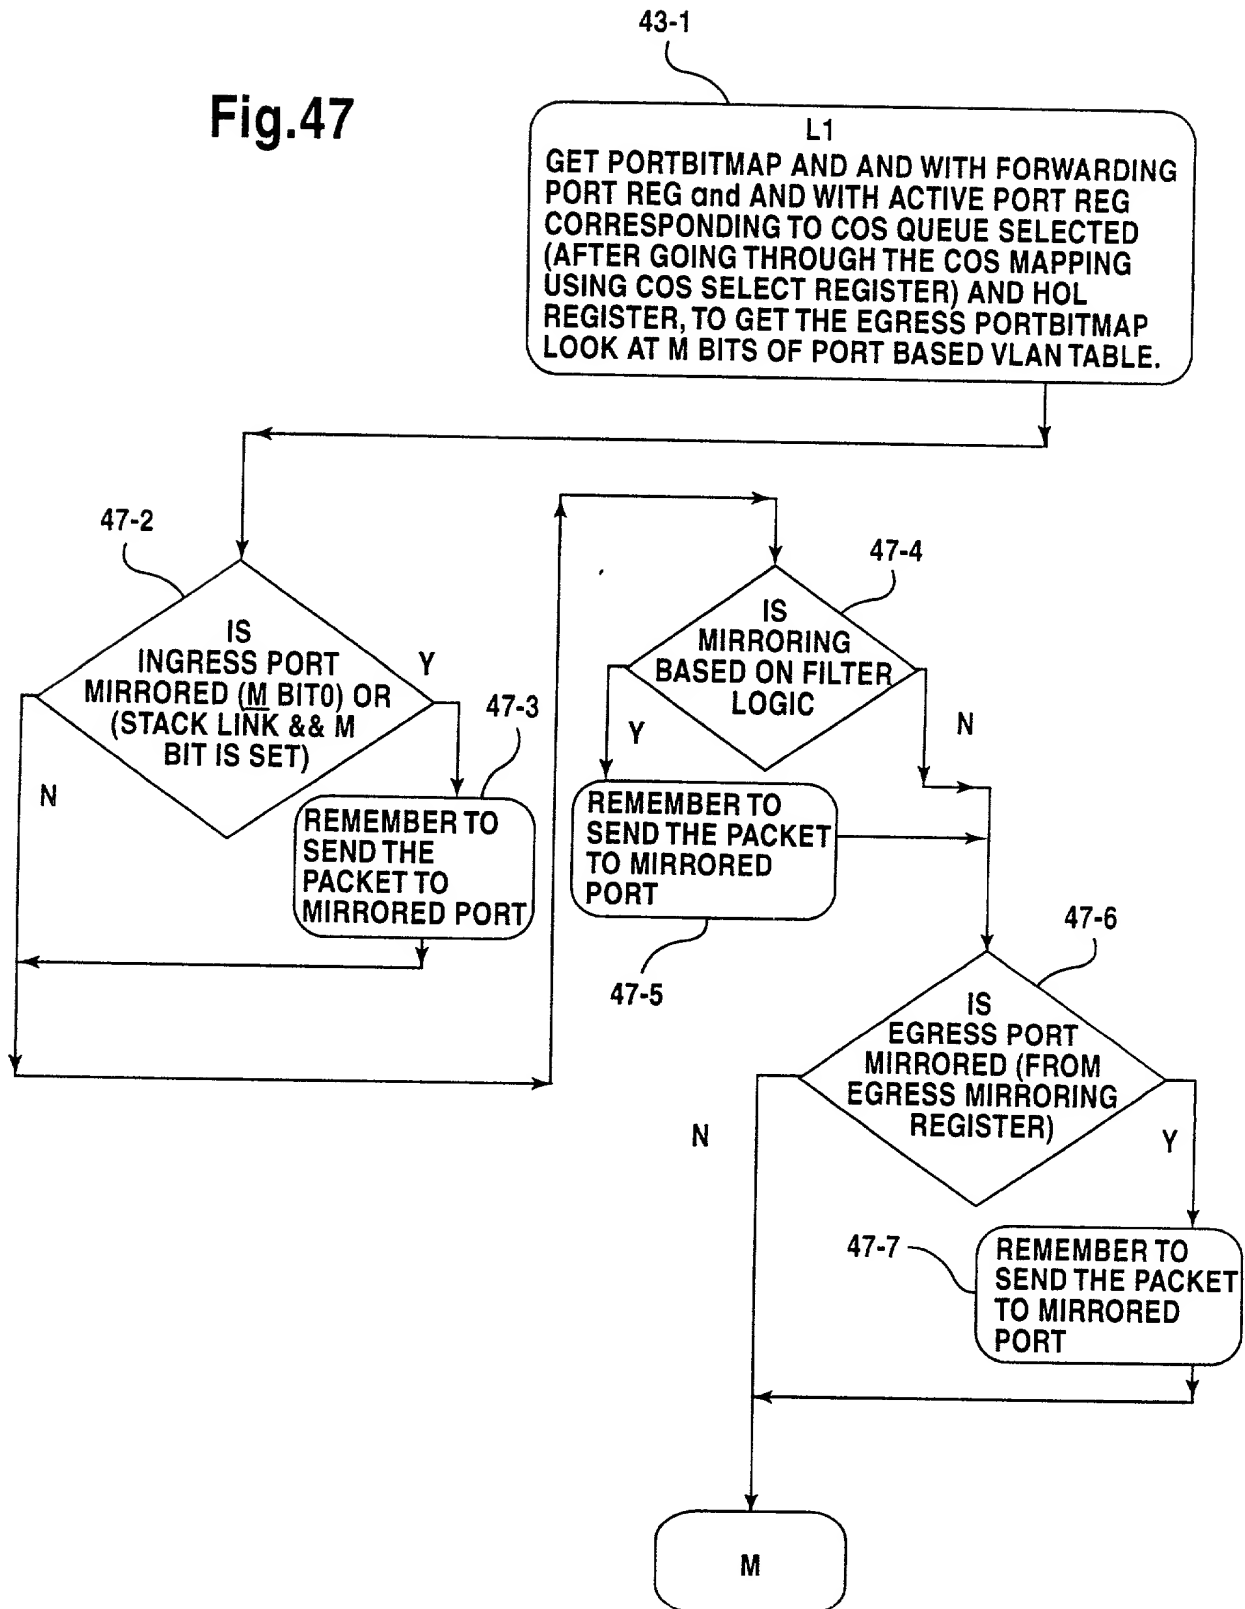 43-1
Fig.47
L1
GET PORTBITMAP AND AND WITH FORWARDING
PORT REG and AND WITH ACTIVE PORT REG
CORRESPONDING TO COS QUEUE SELECTED
(AFTER GOING THROUGH THE COS MAPPING
USING COS SELECT REGISTER) AND HOL
REGISTER, TO GET THE EGRESS PORTBITMAP
LOOK AT M BITS OF PORT BASED VLAN TABLE.
47-2
IS
INGRESS PORT
MIRRORED (M BIT0) OR
(STACK LINK && M
BIT IS SET)
Y
N
47-3
REMEMBER TO
SEND THE
PACKET TO
MIRRORED PORT
47-4
IS
MIRRORING
BASED ON FILTER
LOGIC
Y
N
REMEMBER TO
SEND THE PACKET
TO MIRRORED
PORT
47-5
47-6
IS
EGRESS PORT
MIRRORED (FROM
EGRESS MIRRORING
REGISTER)
N
Y
47-7
REMEMBER TO
SEND THE PACKET
TO MIRRORED
PORT
M